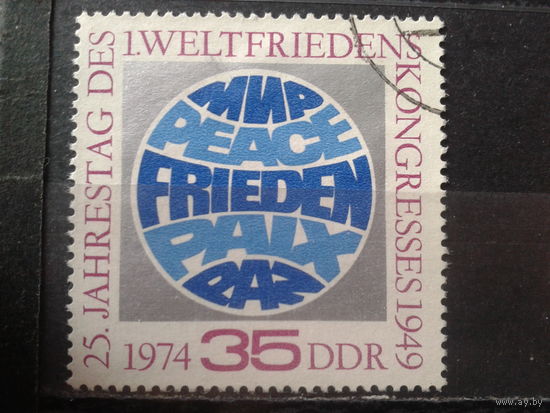 25. JAHRESTAG DES
1. WELTFRIEDENS
KONGRESSES 1949
МИР
PEACE
FRIEDEN
PAIX
PAZ
1974 35 DDR
www.ay.by